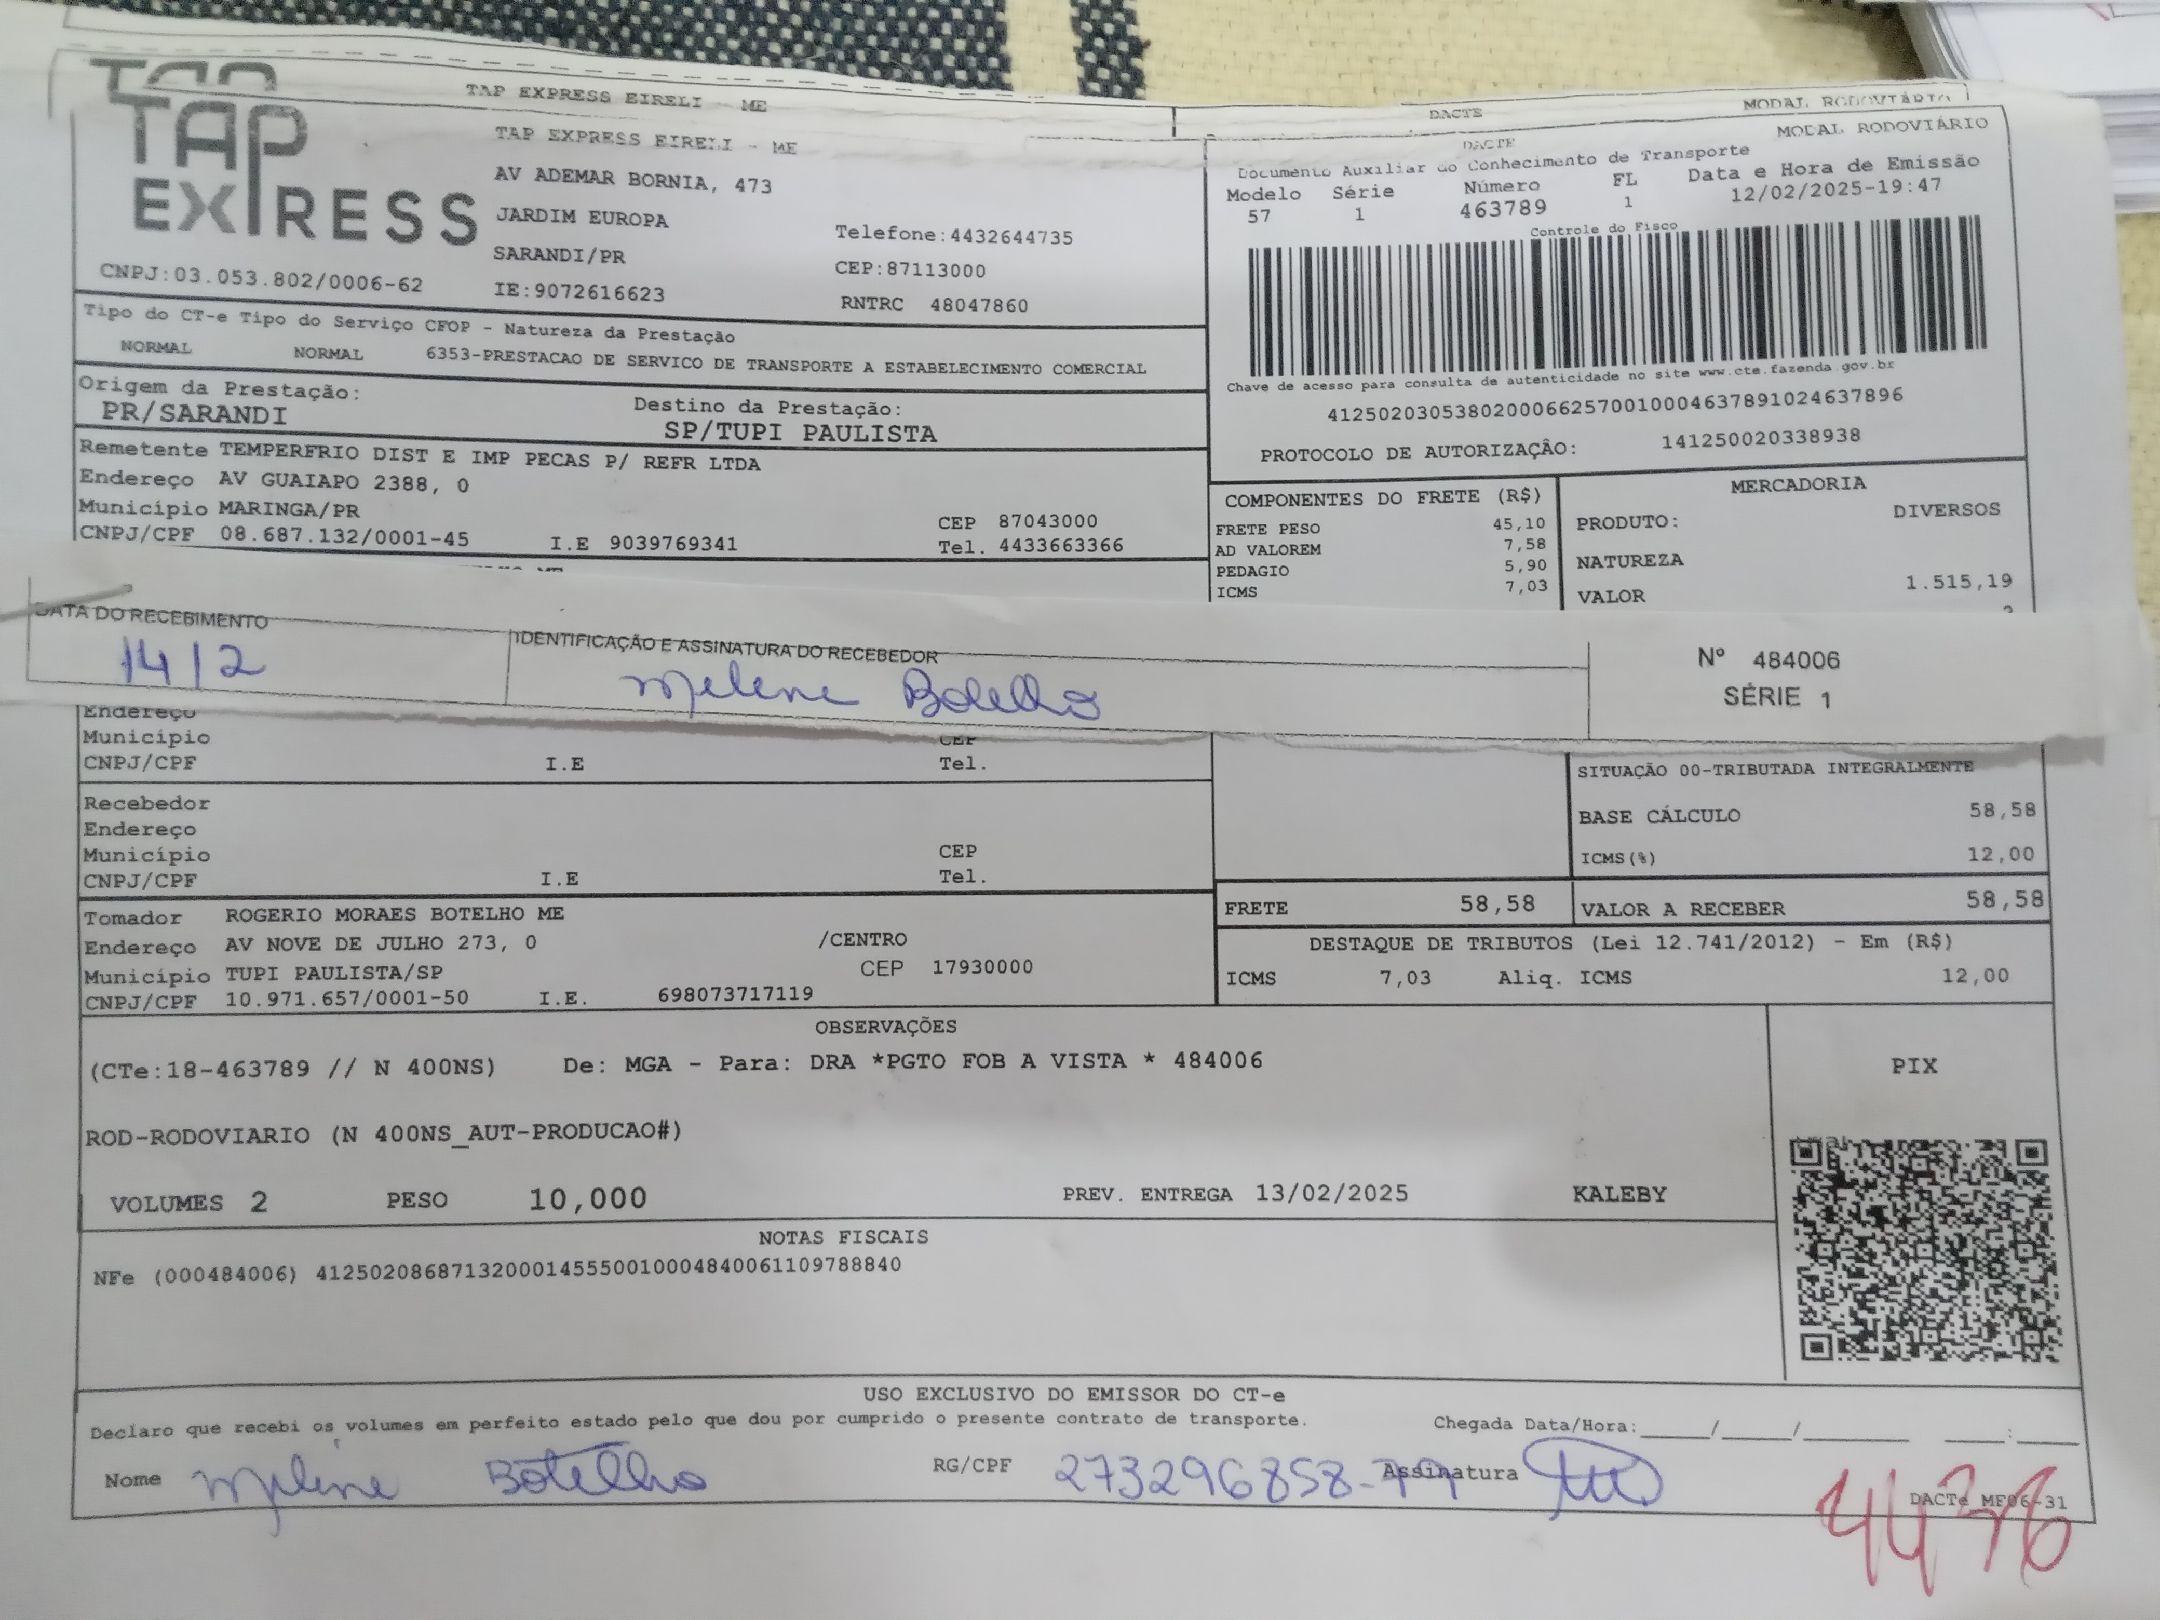 TAP EXPRESS EIRELI - ME
DACTE
MODAL RODOVIÁRIO
TAP EXPRESS
TAP EXPRESS EIRELI - ME
AV ADEMAR BORNIA, 473
JARDIM EUROPA
SARANDI/PR
Telefone:4432644735
CEP:87113000
CNPJ:03.053.802/0006-62
IE:9072616623
RNTRC 48047860
DACTE
MODAL RODOVIÁRIO
Documento Auxiliar do Conhecimento de Transporte
Modelo Série Número FL Data e Hora de Emissão
57 1 463789 1 12/02/2025-19:47
Controle do Fisco
Chave de acesso para consulta de autenticidade no site www.cte.fazenda.gov.br
41250203053802000662570010004637891024637896
PROTOCOLO DE AUTORIZAÇÃO: 141250020338938
Tipo do CT-e Tipo do Serviço CFOP - Natureza da Prestação
NORMAL NORMAL 6353-PRESTACAO DE SERVICO DE TRANSPORTE A ESTABELECIMENTO COMERCIAL
Origem da Prestação: Destino da Prestação:
PR/SARANDI SP/TUPI PAULISTA
Remetente TEMPERFRIO DIST E IMP PECAS P/ REFR LTDA
Endereço AV GUAIAPO 2388, 0
Município MARINGA/PR CEP 87043000
CNPJ/CPF 08.687.132/0001-45 I.E 9039769341 Tel. 4433663366
COMPONENTES DO FRETE (R$)
FRETE PESO 45,10
AD VALOREM 7,58
PEDAGIO 5,90
ICMS 7,03
MERCADORIA
PRODUTO: DIVERSOS
NATUREZA
VALOR 1.515,19
DATA DO RECEBIMENTO
14/2
IDENTIFICAÇÃO E ASSINATURA DO RECEBEDOR
Melene Botelho
Nº 484006
SÉRIE 1
Endereço
Município CEP
CNPJ/CPF I.E Tel.
SITUAÇÃO 00-TRIBUTADA INTEGRALMENTE
BASE CÁLCULO 58,58
ICMS(%) 12,00
Recebedor
Endereço
Município CEP
CNPJ/CPF I.E Tel.
FRETE 58,58 VALOR A RECEBER 58,58
Tomador ROGERIO MORAES BOTELHO ME
Endereço AV NOVE DE JULHO 273, 0 /CENTRO
Município TUPI PAULISTA/SP CEP 17930000
CNPJ/CPF 10.971.657/0001-50 I.E. 698073717119
DESTAQUE DE TRIBUTOS (Lei 12.741/2012) - Em (R$)
ICMS 7,03 Aliq. ICMS 12,00
OBSERVAÇÕES
(CTe:18-463789 // N 400NS) De: MGA - Para: DRA *PGTO FOB A VISTA * 484006
ROD-RODOVIARIO (N 400NS_AUT-PRODUCAO#)
VOLUMES 2 PESO 10,000 PREV. ENTREGA 13/02/2025 KALEBY
PIX
NOTAS FISCAIS
NFe (000484006) 41250208687132000145550010004840061109788840
USO EXCLUSIVO DO EMISSOR DO CT-e
Declaro que recebi os volumes em perfeito estado pelo que dou por cumprido o presente contrato de transporte.
Chegada Data/Hora:_____/_____/_______ ____:____
Nome Melene Botelho RG/CPF 273296858-79 Assinatura
DACTe MF06-31